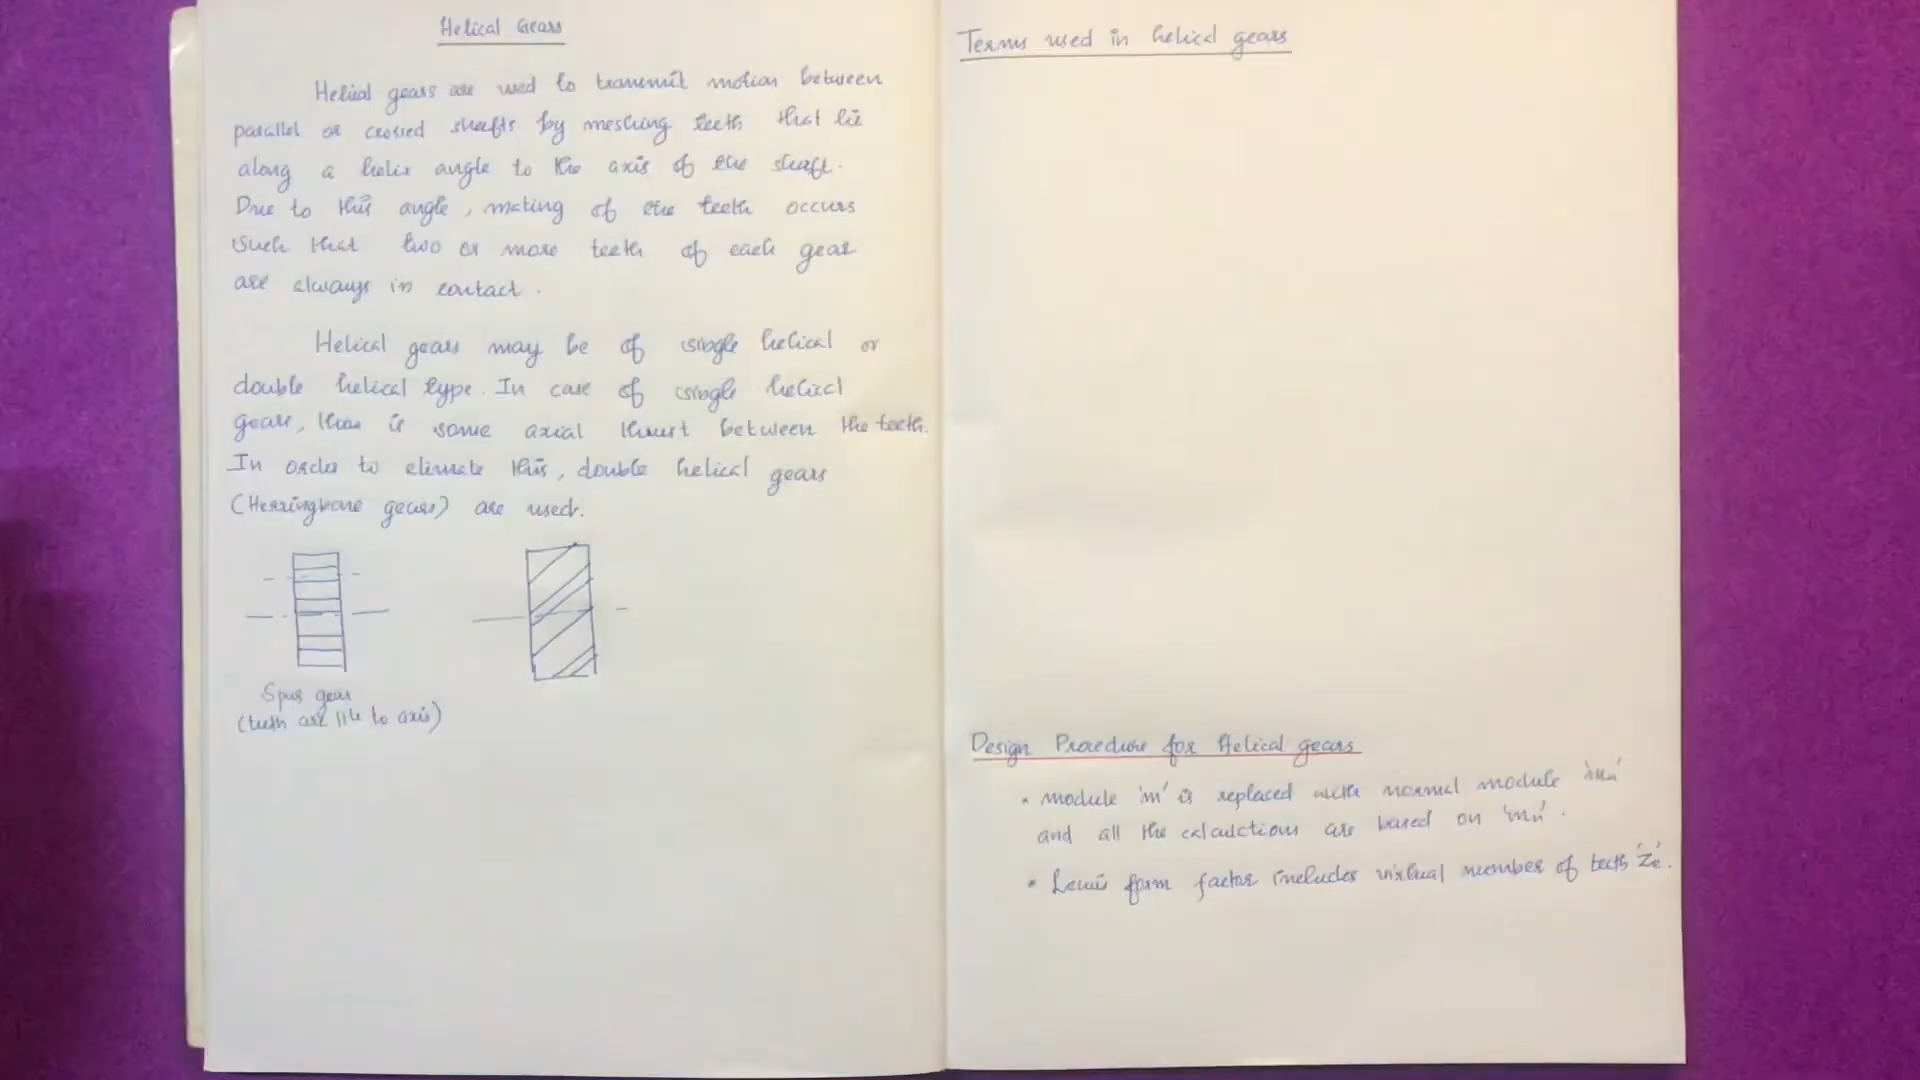 Helical Gears
Helical gears are used to transmit motion between
parallel or crossed shafts by meshing teeth that lie
along a helix angle to the axis of the shaft.
Due to this angle, mating of the teeth occurs
such that two or more teeth of each gear
are always in contact.
Helical gears may be of single helical or
double helical type. In case of single helical
gears, there is some axial thrust between the teeth.
In order to elimate this, double helical gears
(Herringbone gears) are used.
Spur gear
(teeth are lle to axis)
Terms used in helical gears
Design Procedure for Helical gears
• module 'm' is replaced with normal module 'mn'
and all the calculctions are based on 'mn'.
• Lewis form factor includes virtual number of teeth 'Ze'.